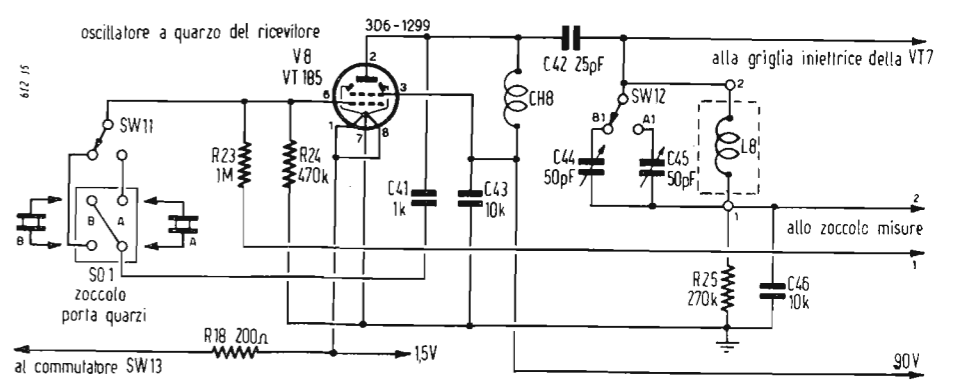 3D6-1299
oscillatore a quarzo del ricevitore
V8
VT 185
2
6
3
1
7
8
C42 25pF
alla griglia iniettrice della VT7
612 15
SW11
R23
1M
R24
470k
C41
1k
C43
10k
CH8
SW12
B1
A1
C44
50pF
C45
50pF
2
L8
1
B
A
B
A
SO1
zoccolo
porta quarzi
2
allo zoccolo misure
1
R25
270k
C46
10k
R18 200Ω
1,5V
al commutatore SW13
90V